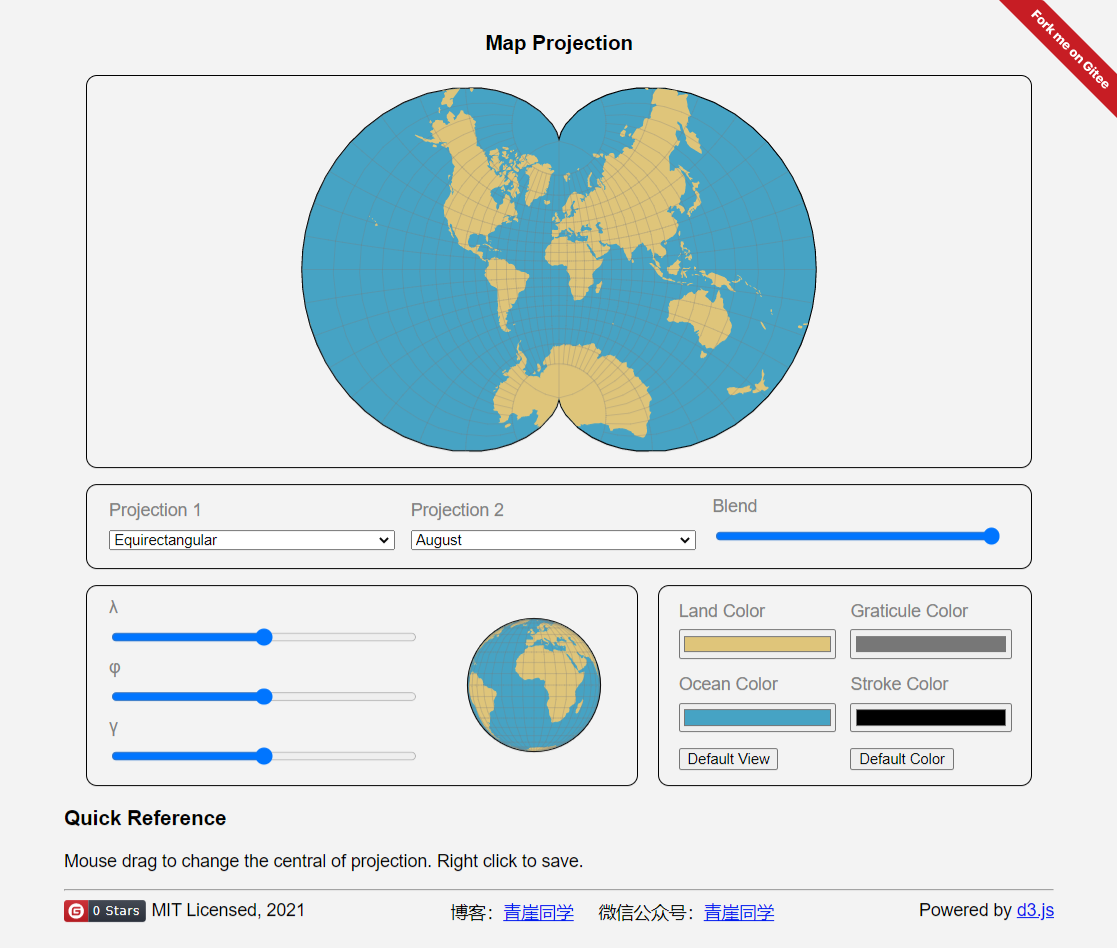 Fork me on Gitee
Map Projection
Projection 1
Projection 2
Blend
Equirectangular
August
λ
φ
γ
Land Color
Graticule Color
Ocean Color
Stroke Color
Default View
Default Color
Quick Reference
Mouse drag to change the central of projection. Right click to save.
G 0 Stars MIT Licensed, 2021
博客：青崖同学 微信公众号：青崖同学
Powered by d3.js